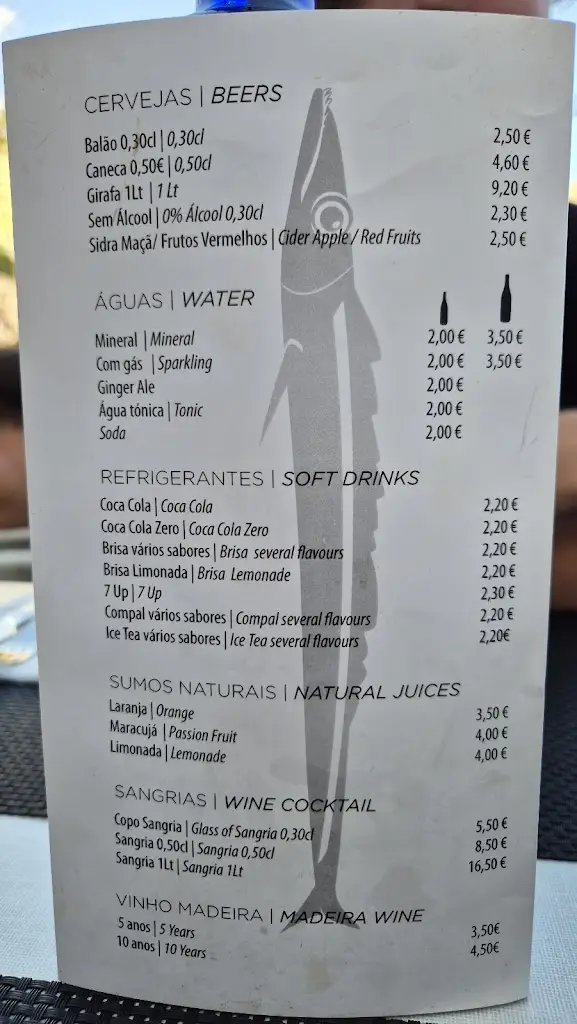 CERVEJAS | BEERS
Balão 0,30cl | 0,30cl 2,50 €
Caneca 0,50€ | 0,50cl 4,60 €
Girafa 1Lt | 1 Lt 9,20 €
Sem Álcool | 0% Álcool 0,30cl 2,30 €
Sidra Maçã/ Frutos Vermelhos | Cider Apple / Red Fruits 2,50 €
ÁGUAS | WATER
Mineral | Mineral 2,00 € 3,50 €
Com gás | Sparkling 2,00 € 3,50 €
Ginger Ale 2,00 €
Água tónica | Tonic 2,00 €
Soda 2,00 €
REFRIGERANTES | SOFT DRINKS
Coca Cola | Coca Cola 2,20 €
Coca Cola Zero | Coca Cola Zero 2,20 €
Brisa vários sabores | Brisa several flavours 2,20 €
Brisa Limonada | Brisa Lemonade 2,20 €
7 Up | 7 Up 2,30 €
Compal vários sabores | Compal several flavours 2,20 €
Ice Tea vários sabores | Ice Tea several flavours 2,20€
SUMOS NATURAIS | NATURAL JUICES
Laranja | Orange 3,50 €
Maracujá | Passion Fruit 4,00 €
Limonada | Lemonade 4,00 €
SANGRIAS | WINE COCKTAIL
Copo Sangria | Glass of Sangria 0,30cl 5,50 €
Sangria 0,50cl | Sangria 0,50cl 8,50 €
Sangria 1Lt | Sangria 1Lt 16,50 €
VINHO MADEIRA | MADEIRA WINE
5 anos | 5 Years 3,50€
10 anos | 10 Years 4,50€